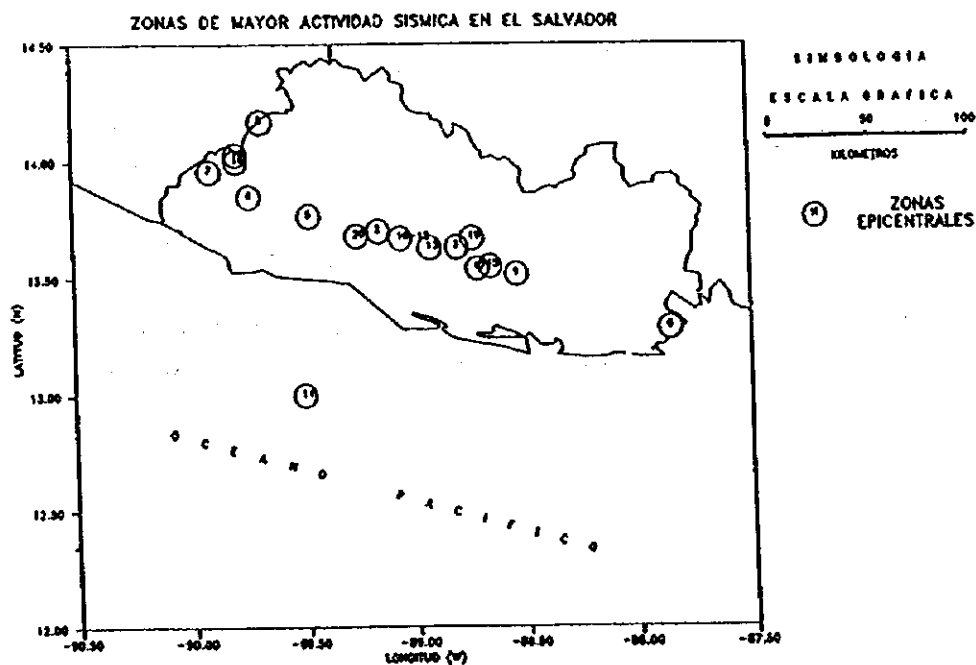 ZONAS DE MAYOR ACTIVIDAD SISMICA EN EL SALVADOR
SIMBOLOGIA
ESCALA GRAFICA
0 50 100
KILOMETROS
ZONAS
EPICENTRALES
LATITUD (N)
14.50
14.00
13.50
13.00
12.50
12.00
OCEANO PACIFICO
-90.50 -90.00 -89.50 -89.00 -88.50 -88.00 -87.50
LONGITUD (W)